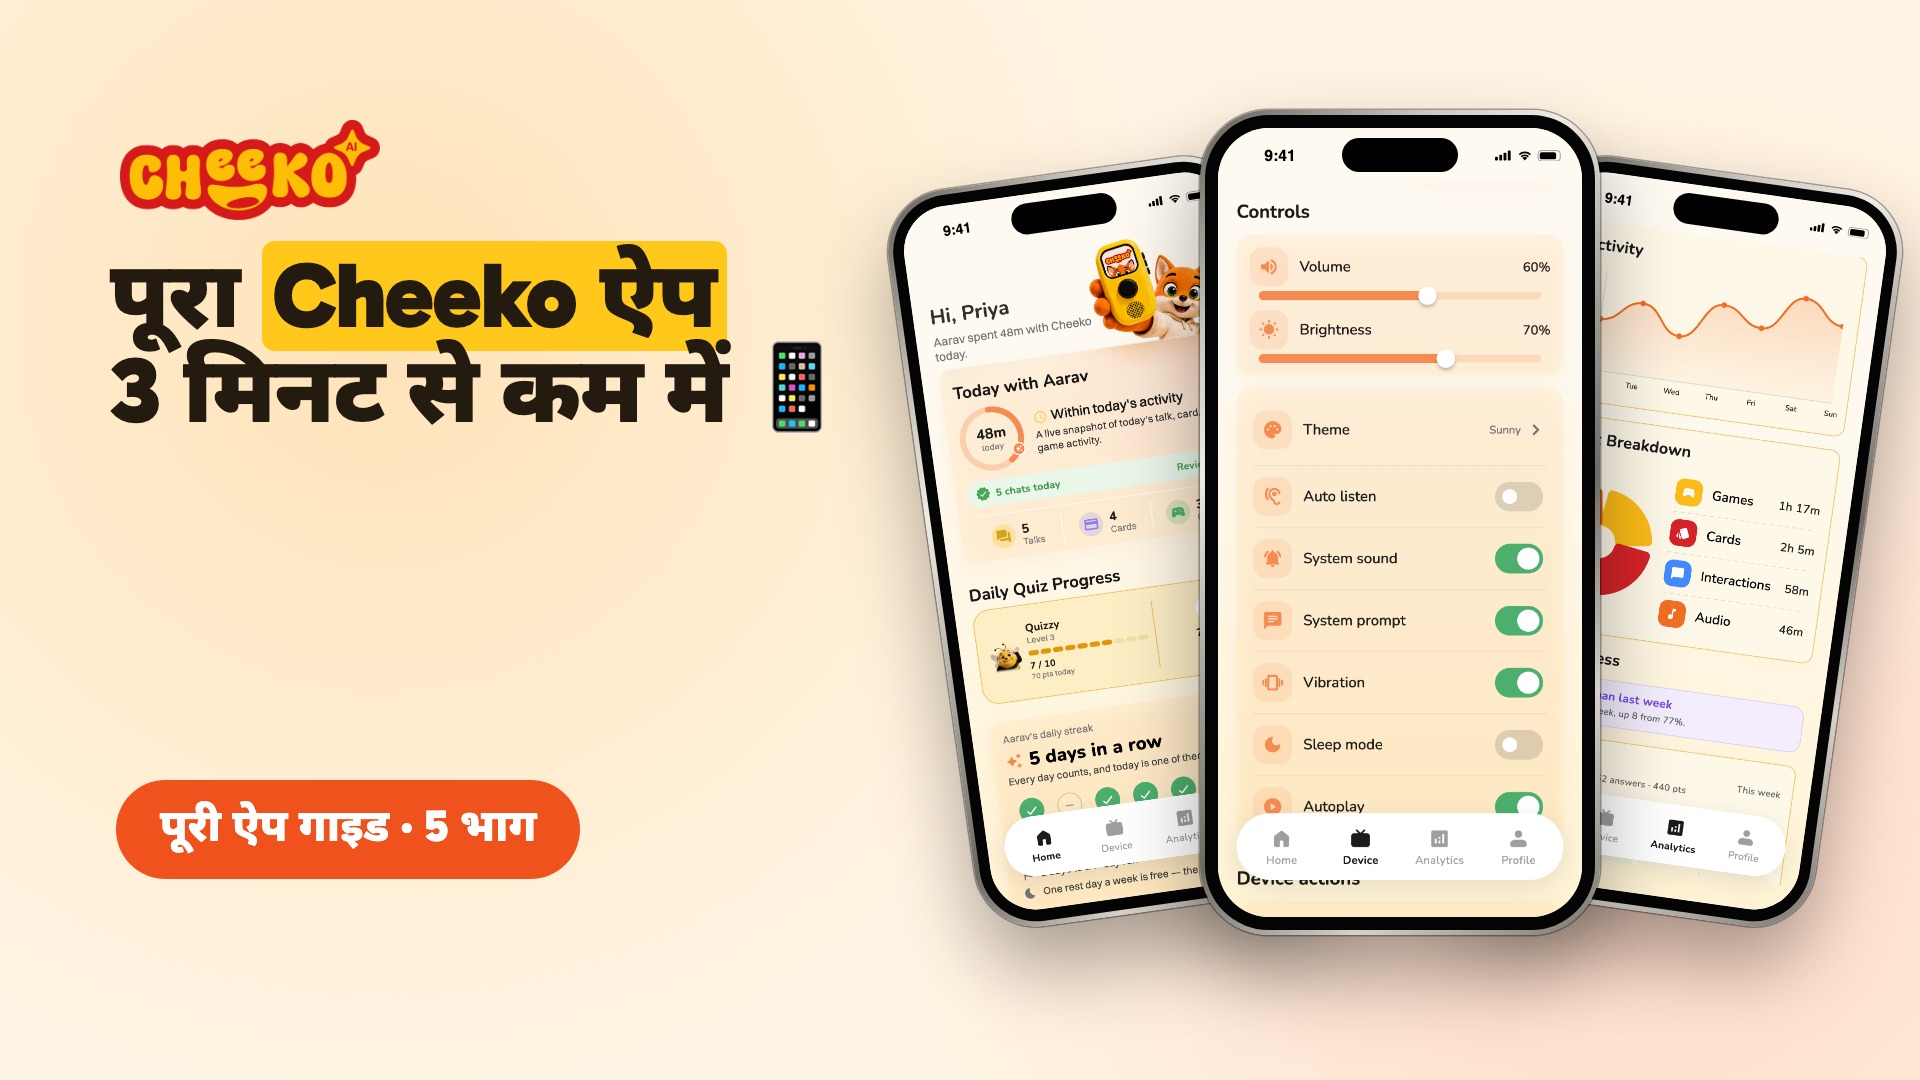 CHeeKO AI
पूरा Cheeko ऐप
3 मिनट से कम में
पूरी ऐप गाइड · 5 भाग
9:41
Hi, Priya
Aarav spent 48m with Cheeko
today.
Today with Aarav
48m
today
Within today's activity
A live snapshot of today's talk, card,
game activity.
5 chats today
5
Talks
4
Cards
Daily Quiz Progress
Quizzy
Level 3
7 / 10
70 pts today
Aarav's daily streak
5 days in a row
Every day counts, and today is one of
Home
Device
One rest day a week is free — the
9:41
Controls
Volume 60%
Brightness 70%
Theme Sunny
Auto listen
System sound
System prompt
Vibration
Sleep mode
Autoplay
Home
Device
Analytics
Profile
Device actions
9:41
Tue Wed Thu Fri Sat Sun
Breakdown
Games 1h 17m
Cards 2h 5m
Interactions 58m
Audio 46m
last week
up 8 from 77%.
answers · 440 pts
This week
Analytics
Profile